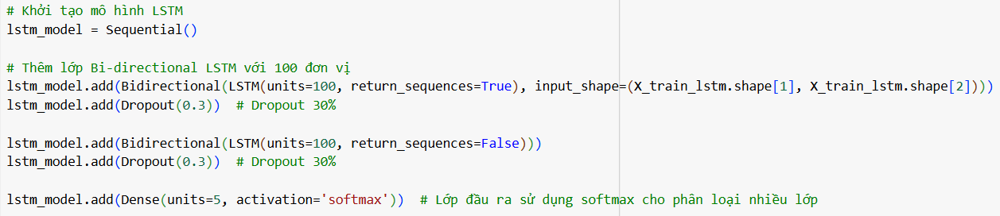 # Khởi tạo mô hình LSTM
lstm_model = Sequential()
# Thêm lớp Bi-directional LSTM với 100 đơn vị
lstm_model.add(Bidirectional(LSTM(units=100, return_sequences=True), input_shape=(X_train_lstm.shape[1], X_train_lstm.shape[2])))
lstm_model.add(Dropout(0.3))  # Dropout 30%
lstm_model.add(Bidirectional(LSTM(units=100, return_sequences=False)))
lstm_model.add(Dropout(0.3))  # Dropout 30%
lstm_model.add(Dense(units=5, activation='softmax'))  # Lớp đầu ra sử dụng softmax cho phân loại nhiều lớp